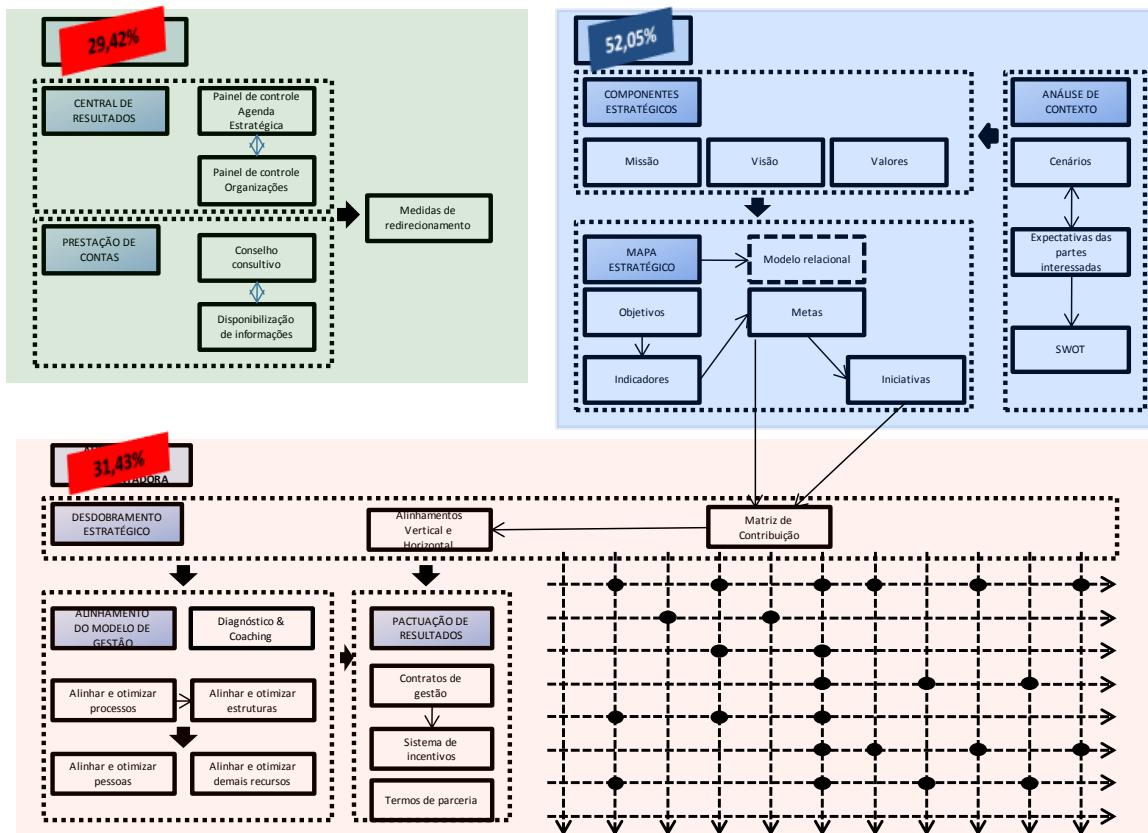 29,42%
CENTRAL DE
RESULTADOS
Painel de controle
Agenda
Estratégica
Painel de controle
Organizações
Medidas de
redirecionamento
PRESTAÇÃO DE
CONTAS
Conselho
consultivo
Disponibilização
de informações
52,05%
COMPONENTES
ESTRATÉGICOS
Missão
Visão
Valores
ANÁLISE DE
CONTEXTO
Cenários
Expectativas das
partes
interessadas
SWOT
MAPA
ESTRATÉGICO
Modelo relacional
Objetivos
Metas
Indicadores
Iniciativas
31,43%
DESDOBRAMENTO
ESTRATÉGICO
Alinhamentos
Vertical e
Horizontal
Matriz de
Contribuição
ALINHAMENTO
DO MODELO DE
GESTÃO
Diagnóstico &
Coaching
Alinhar e otimizar
processos
Alinhar e otimizar
estruturas
Alinhar e otimizar
pessoas
Alinhar e otimizar
demais recursos
PACTUAÇÃO DE
RESULTADOS
Contratos de
gestão
Sistema de
incentivos
Termos de parceria